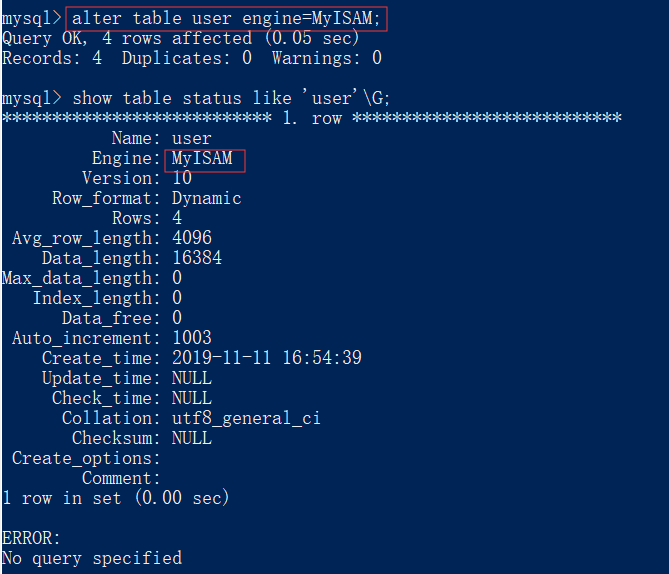 mysql> alter table user engine=MyISAM;
Query OK, 4 rows affected (0.05 sec)
Records: 4  Duplicates: 0  Warnings: 0

mysql> show table status like 'user'\G;
*************************** 1. row ***************************
           Name: user
         Engine: MyISAM
        Version: 10
     Row_format: Dynamic
           Rows: 4
 Avg_row_length: 4096
    Data_length: 16384
Max_data_length: 0
   Index_length: 0
      Data_free: 0
 Auto_increment: 1003
    Create_time: 2019-11-11 16:54:39
    Update_time: NULL
     Check_time: NULL
      Collation: utf8_general_ci
       Checksum: NULL
 Create_options:
        Comment:
1 row in set (0.00 sec)

ERROR:
No query specified